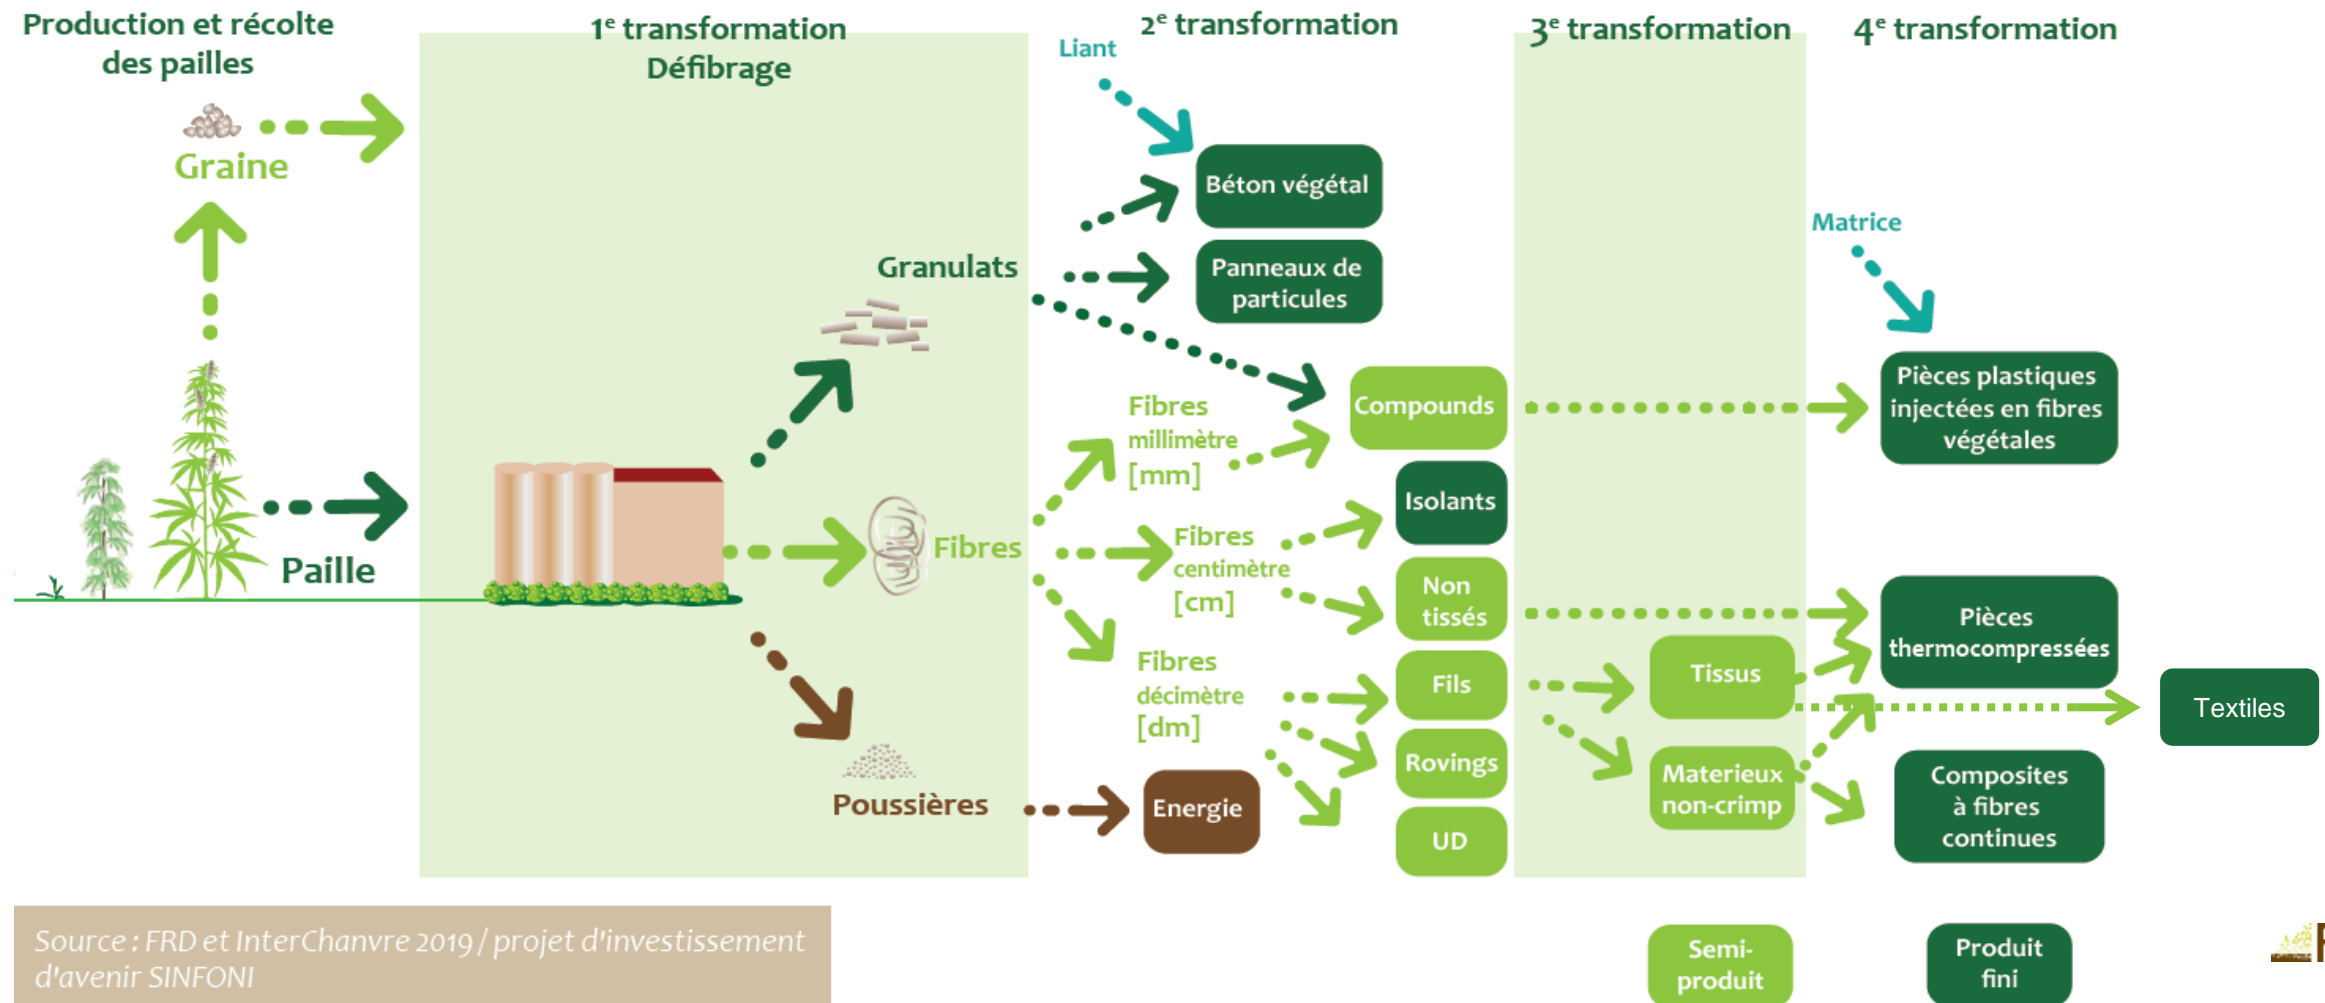 Production et récolte
des pailles
1e transformation
Défibrage
2e transformation
3e transformation
4e transformation
Liant
Graine
Béton végétal
Matrice
Granulats
Panneaux de
particules
Pièces plastiques
injectées en fibres
végétales
Fibres
millimètre
[mm]
Compounds
Isolants
Paille
Fibres
Fibres
centimètre
[cm]
Non
tissés
Pièces
thermocompressées
Fibres
décimètre
[dm]
Fils
Tissus
Textiles
Rovings
Materieux
non-crimp
Composites
à fibres
continues
Poussières
Energie
UD
Source : FRD et InterChanvre 2019 / projet d'investissement
d'avenir SINFONI
Semi-
produit
Produit
fini